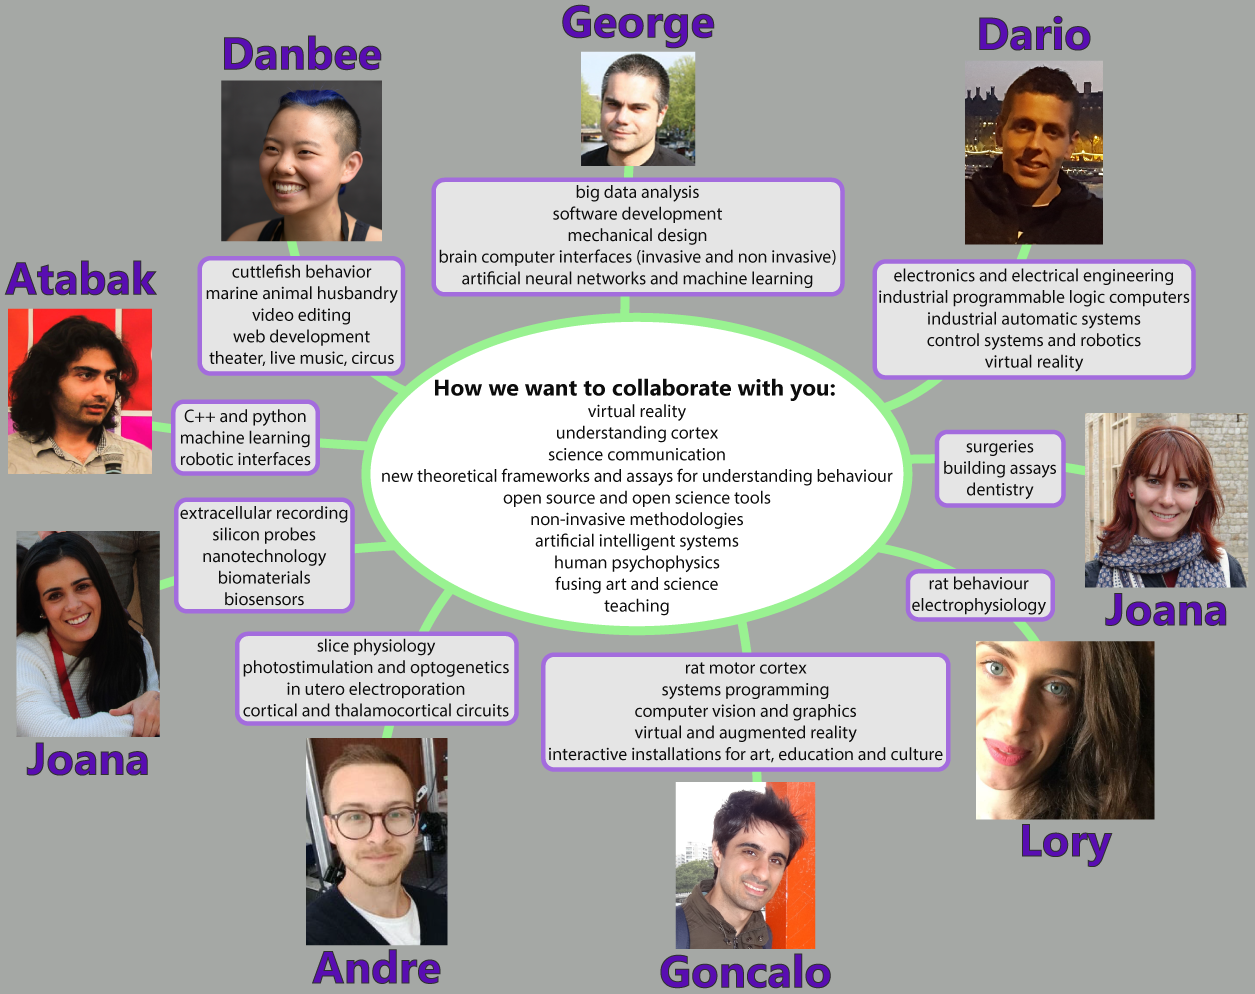 George
big data analysis
software development
mechanical design
brain computer interfaces (invasive and non invasive)
artificial neural networks and machine learning
Dario
electronics and electrical engineering
industrial programmable logic computers
industrial automatic systems
control systems and robotics
virtual reality
Danbee
cuttlefish behavior
marine animal husbandry
video editing
web development
theater, live music, circus
Atabak
C++ and python
machine learning
robotic interfaces
How we want to collaborate with you:
virtual reality
understanding cortex
science communication
new theoretical frameworks and assays for understanding behaviour
open source and open science tools
non-invasive methodologies
artificial intelligent systems
human psychophysics
fusing art and science
teaching
surgeries
building assays
dentistry
Joana
extracellular recording
silicon probes
nanotechnology
biomaterials
biosensors
Joana
rat behaviour
electrophysiology
Lory
slice physiology
photostimulation and optogenetics
in utero electroporation
cortical and thalamocortical circuits
Andre
rat motor cortex
systems programming
computer vision and graphics
virtual and augmented reality
interactive installations for art, education and culture
Goncalo